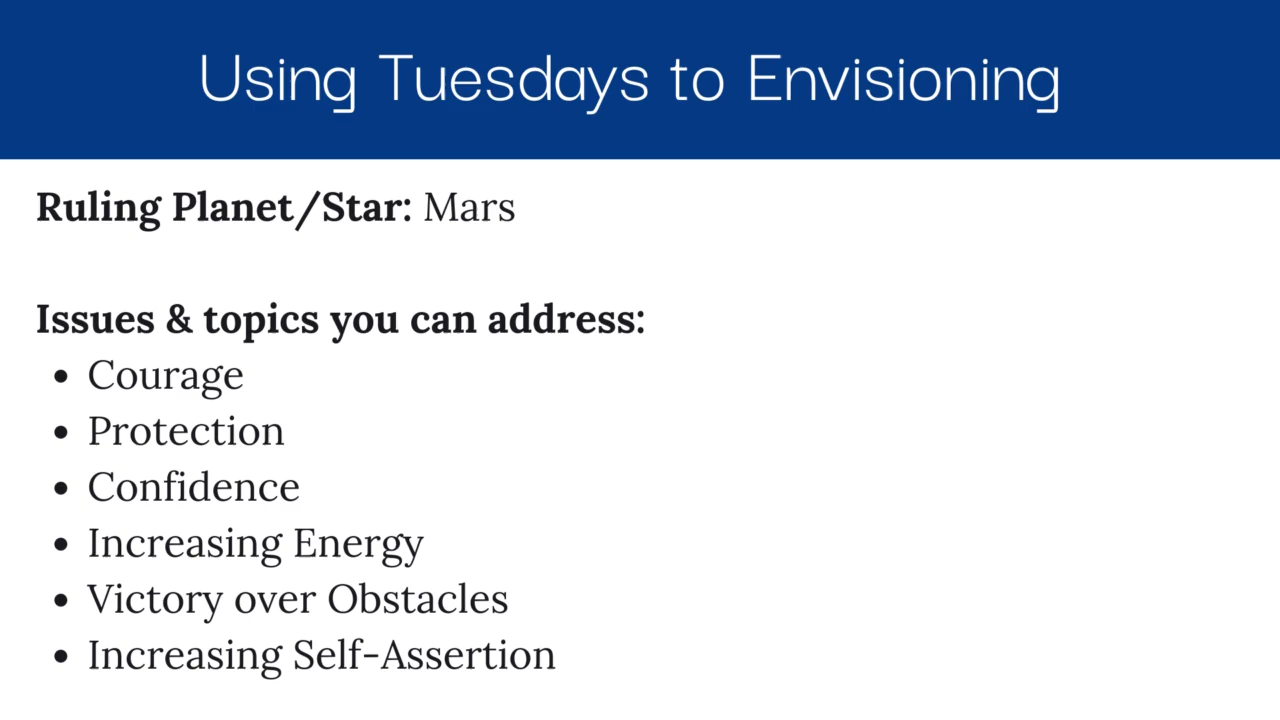 Using Tuesdays to Envisioning
Ruling Planet/Star: Mars
Issues & topics you can address:
• Courage
• Protection
• Confidence
• Increasing Energy
• Victory over Obstacles
• Increasing Self-Assertion